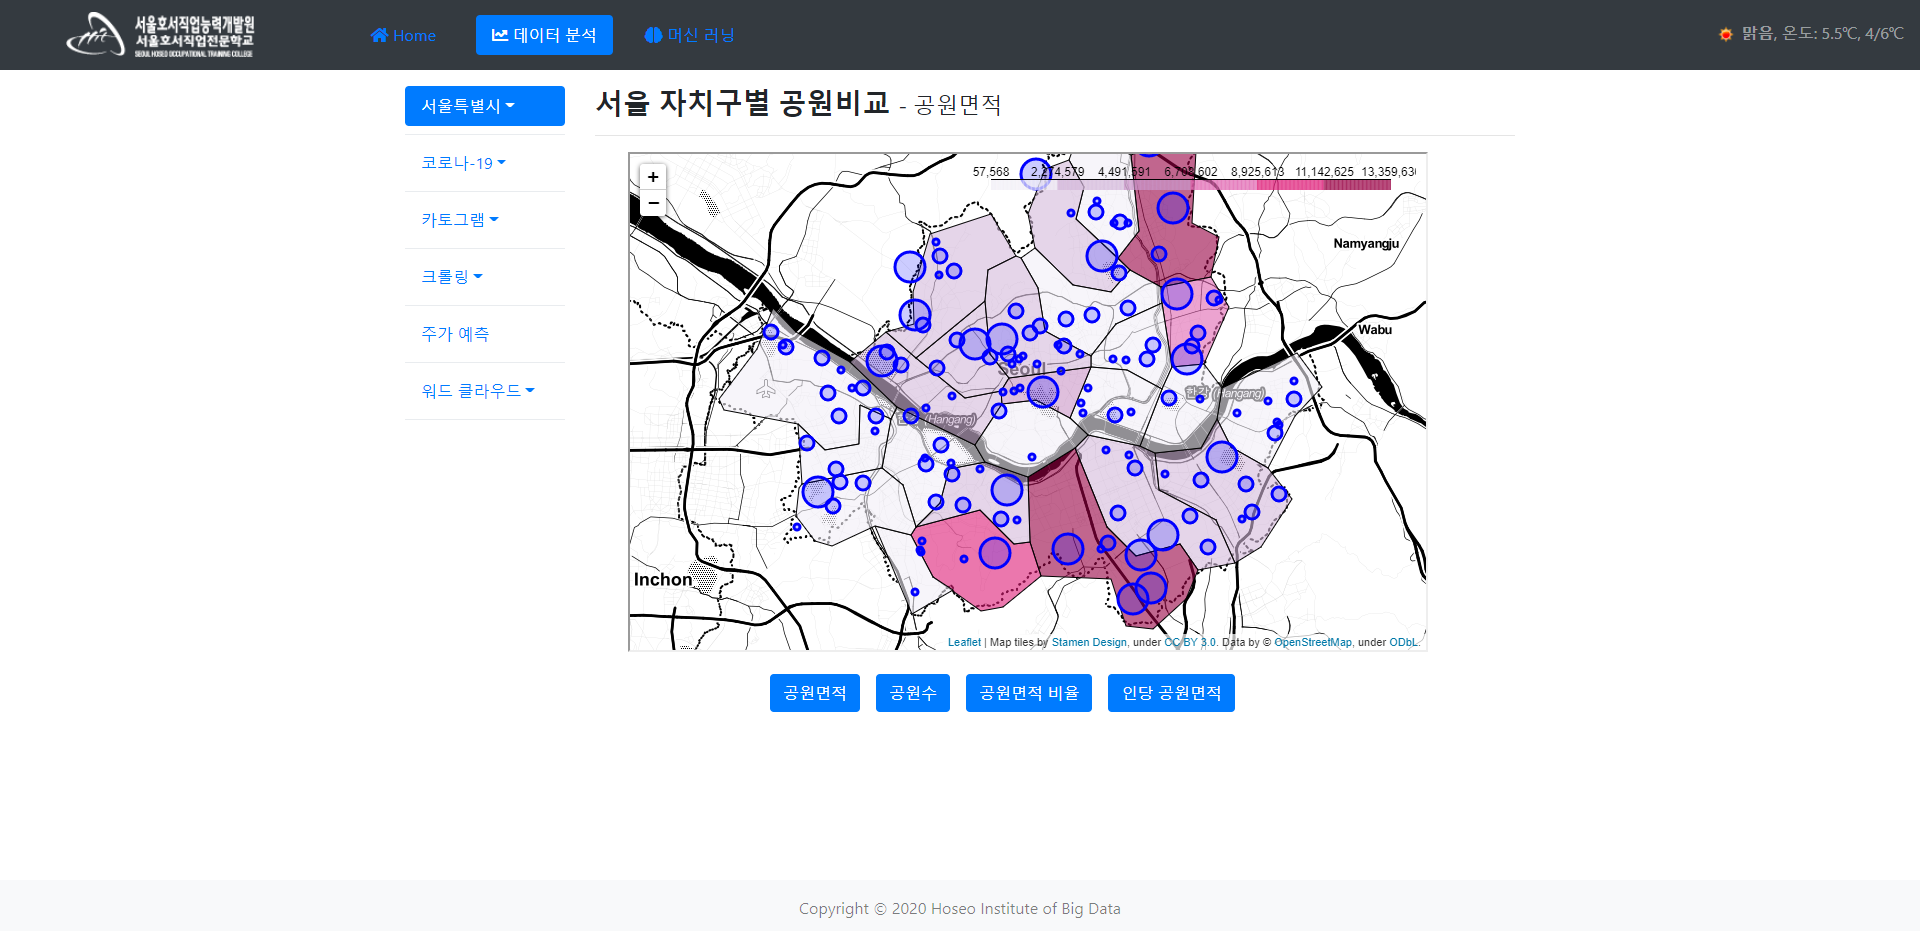 서울호서직업능력개발원
서울호서직업전문학교
SEOUL HOSEO OCCUPATIONAL TRAINING COLLEGE
Home
데이터 분석
머신 러닝
맑음, 온도: 5.5℃, 4/6℃
서울특별시
코로나-19
카토그램
크롤링
주가 예측
워드 클라우드
서울 자치구별 공원비교 - 공원면적
+
−
57,568 2,274,579 4,491,591 6,708,602 8,925,613 11,142,625 13,359,636
Namyangju
Wabu
Seoul
한강 (Hangang)
(Hangang)
Inchon
Leaflet | Map tiles by Stamen Design, under CC BY 3.0. Data by © OpenStreetMap, under ODbL.
공원면적
공원수
공원면적 비율
인당 공원면적
Copyright © 2020 Hoseo Institute of Big Data